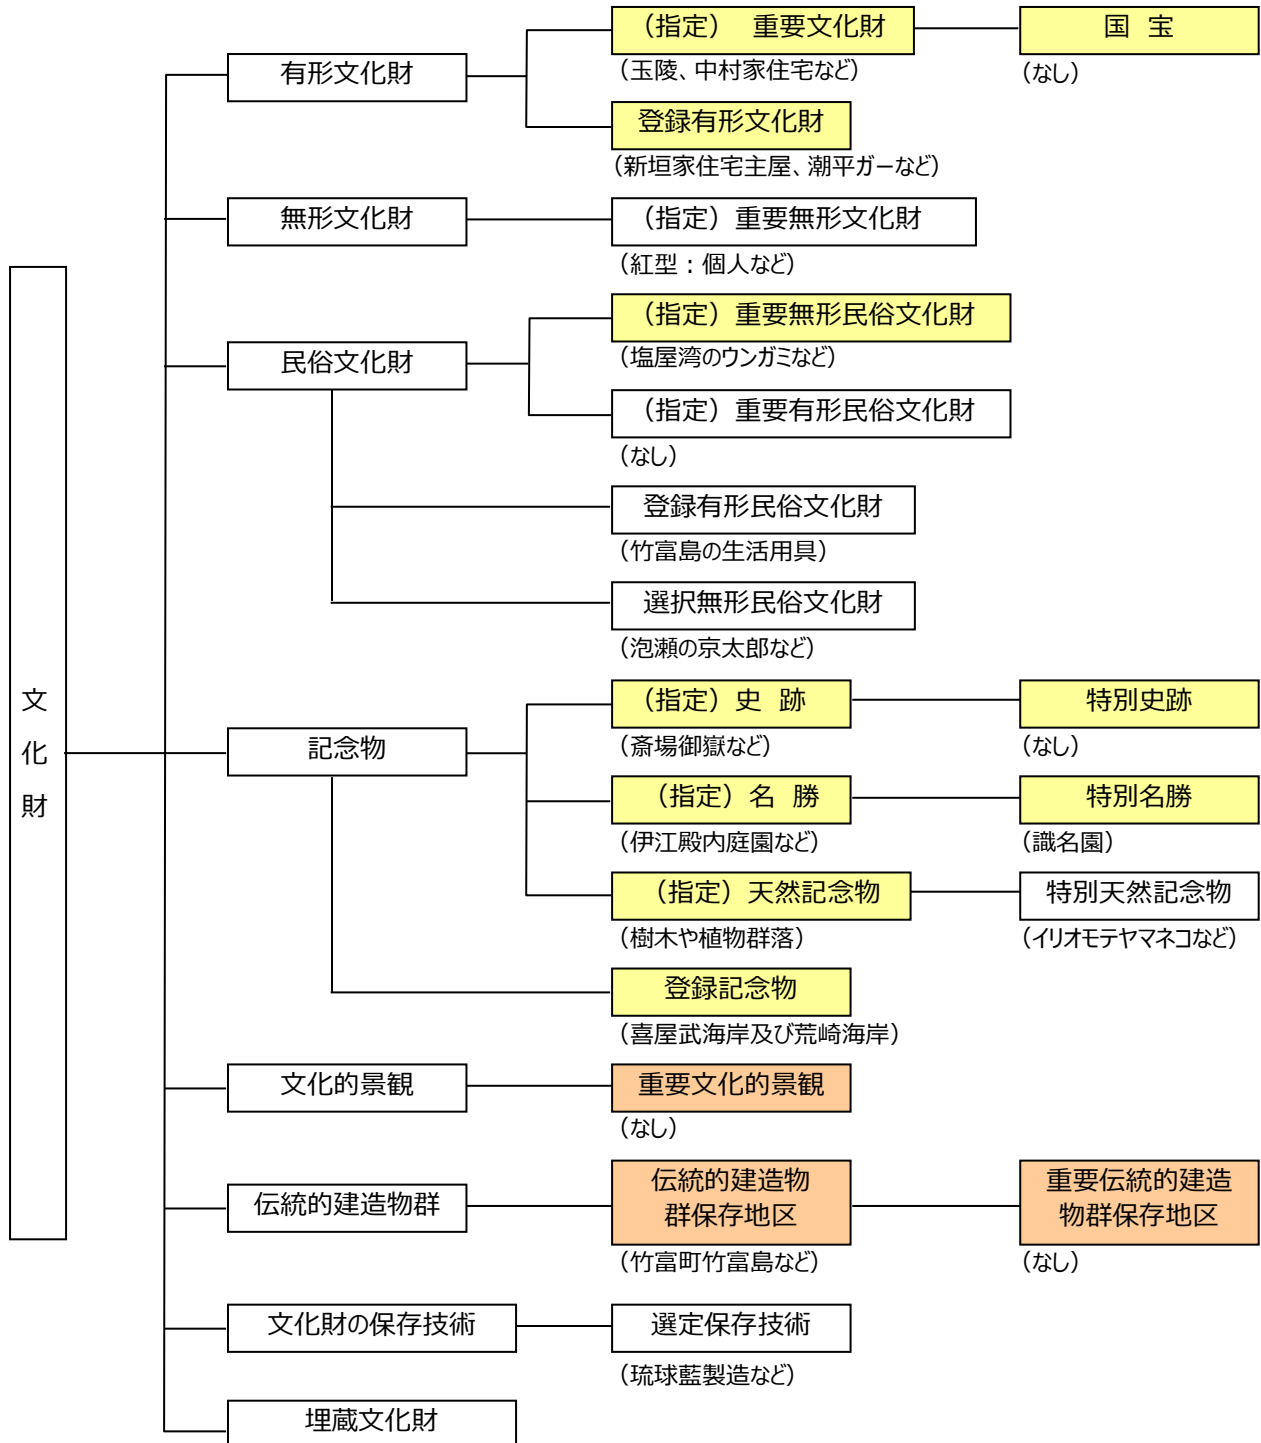 文
化
財
有形文化財
（指定）　重要文化財
（玉陵、中村家住宅など）
国　宝
（なし）
登録有形文化財
（新垣家住宅主屋、潮平ガーなど）
無形文化財
（指定）重要無形文化財
（紅型：個人など）
民俗文化財
（指定）重要無形民俗文化財
（塩屋湾のウンガミなど）
（指定）重要有形民俗文化財
（なし）
登録有形民俗文化財
（竹富島の生活用具）
選択無形民俗文化財
（泡瀬の京太郎など）
記念物
（指定）史　跡
（斎場御嶽など）
特別史跡
（なし）
（指定）名　勝
（伊江殿内庭園など）
特別名勝
（識名園）
（指定）天然記念物
（樹木や植物群落）
特別天然記念物
（イリオモテヤマネコなど）
登録記念物
（喜屋武海岸及び荒崎海岸）
文化的景観
重要文化的景観
（なし）
伝統的建造物群
伝統的建造物
群保存地区
（竹富町竹富島など）
重要伝統的建造
物群保存地区
（なし）
文化財の保存技術
選定保存技術
（琉球藍製造など）
埋蔵文化財